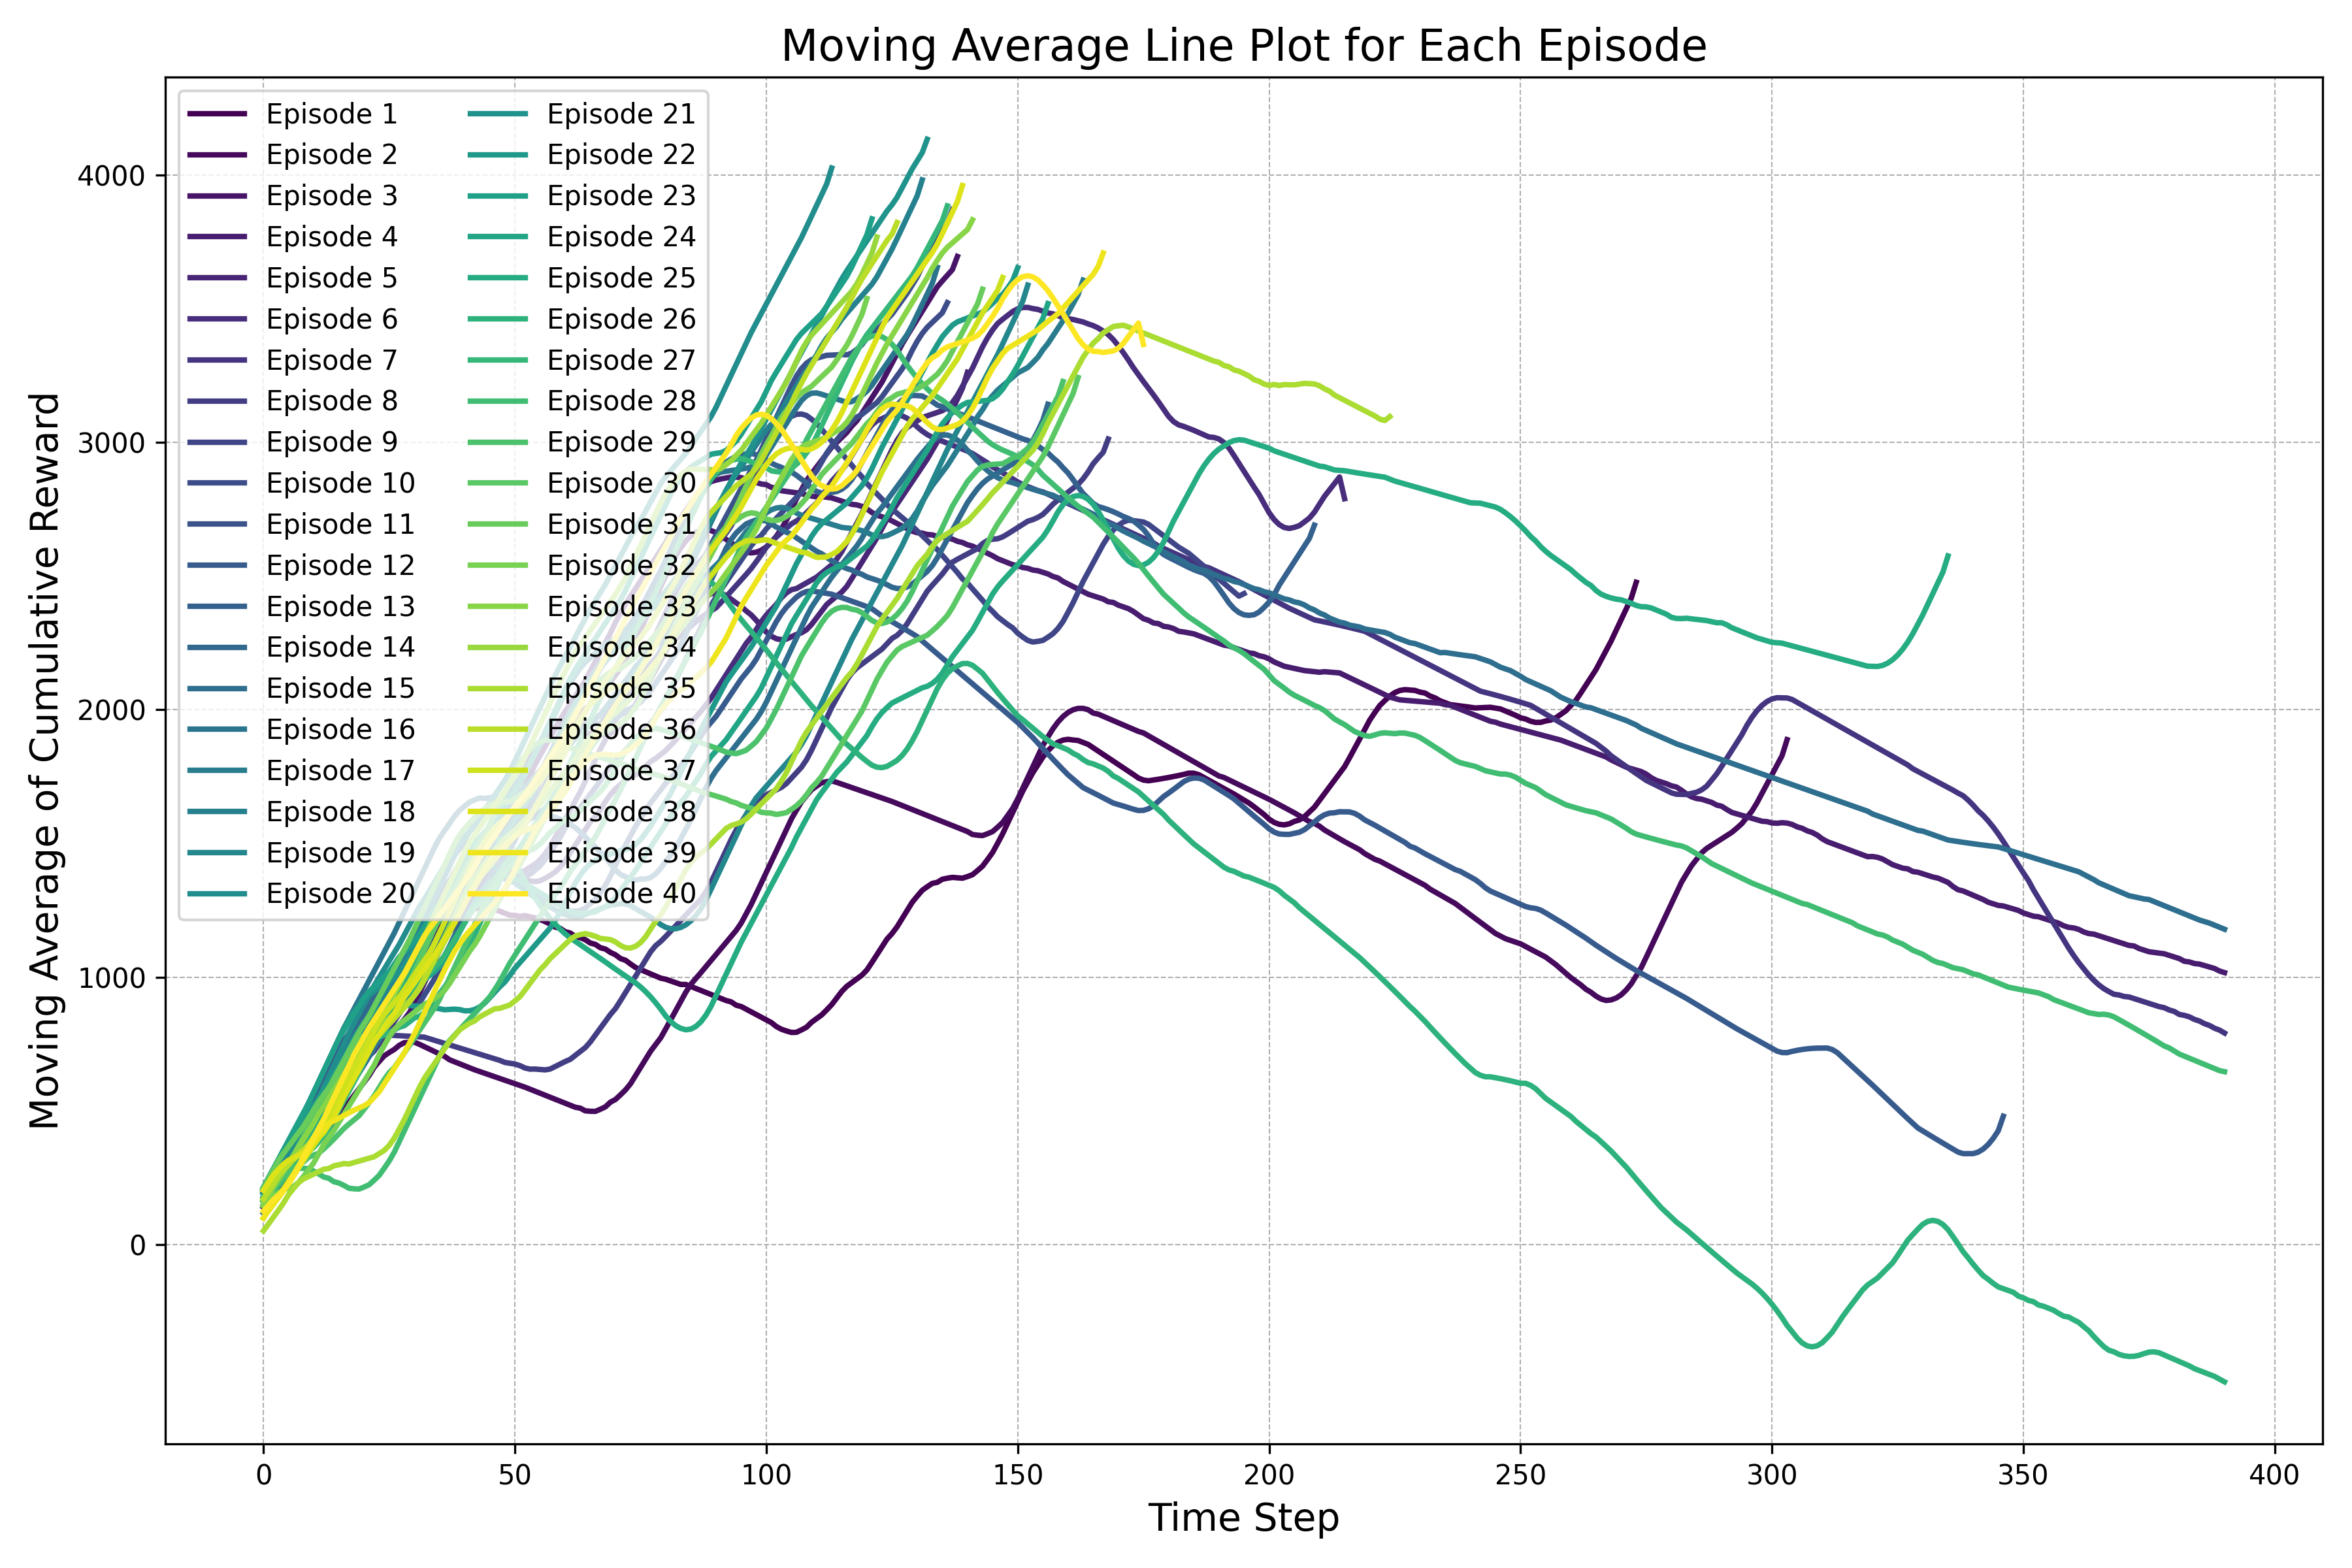 Moving Average Line Plot for Each Episode
Moving Average of Cumulative Reward
4000
3000
2000
1000
0
Episode 1
Episode 2
Episode 3
Episode 4
Episode 5
Episode 6
Episode 7
Episode 8
Episode 9
Episode 10
Episode 11
Episode 12
Episode 13
Episode 14
Episode 15
Episode 16
Episode 17
Episode 18
Episode 19
Episode 20
Episode 21
Episode 22
Episode 23
Episode 24
Episode 25
Episode 26
Episode 27
Episode 28
Episode 29
Episode 30
Episode 31
Episode 32
Episode 33
Episode 34
Episode 35
Episode 36
Episode 37
Episode 38
Episode 39
Episode 40
0 50 100 150 200 250 300 350 400
Time Step